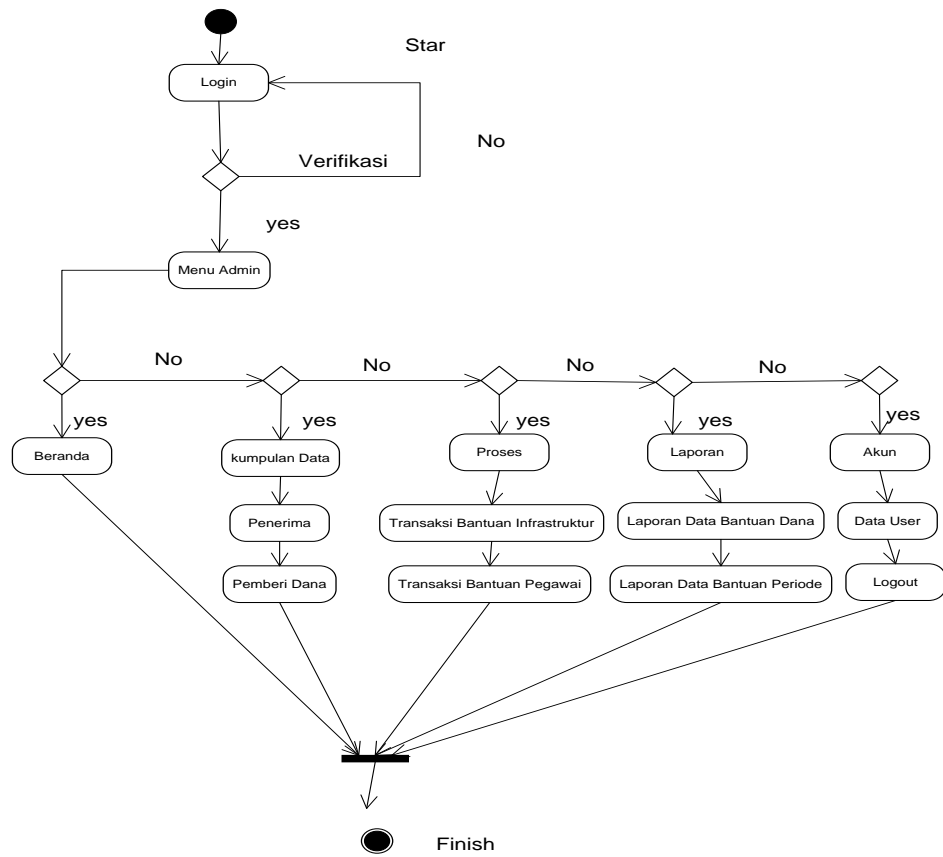 Star
Login
No
Verifikasi
yes
Menu Admin
No
No
No
No
yes
yes
yes
yes
yes
Beranda
kumpulan Data
Proses
Laporan
Akun
Penerima
Transaksi Bantuan Infrastruktur
Laporan Data Bantuan Dana
Data User
Pemberi Dana
Transaksi Bantuan Pegawai
Laporan Data Bantuan Periode
Logout
Finish